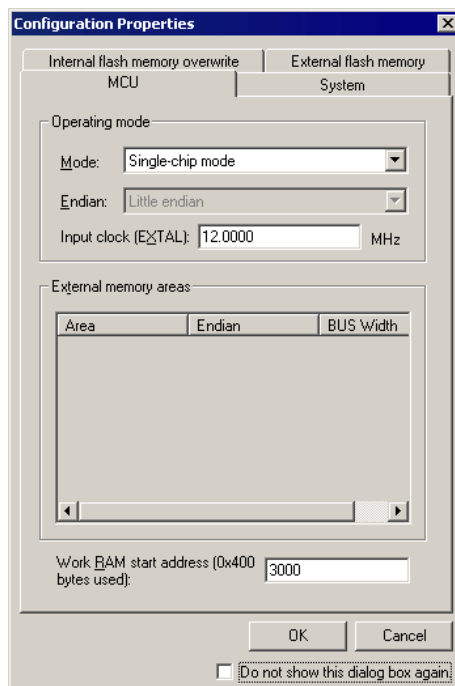 Configuration Properties
Internal flash memory overwrite External flash memory
MCU System
Operating mode
Mode: Single-chip mode
Endian: Little endian
Input clock (EXTAL): 12.0000 MHz
External memory areas
Area Endian BUS Width
Work RAM start address (0x400
bytes used): 3000
OK Cancel
Do not show this dialog box again.